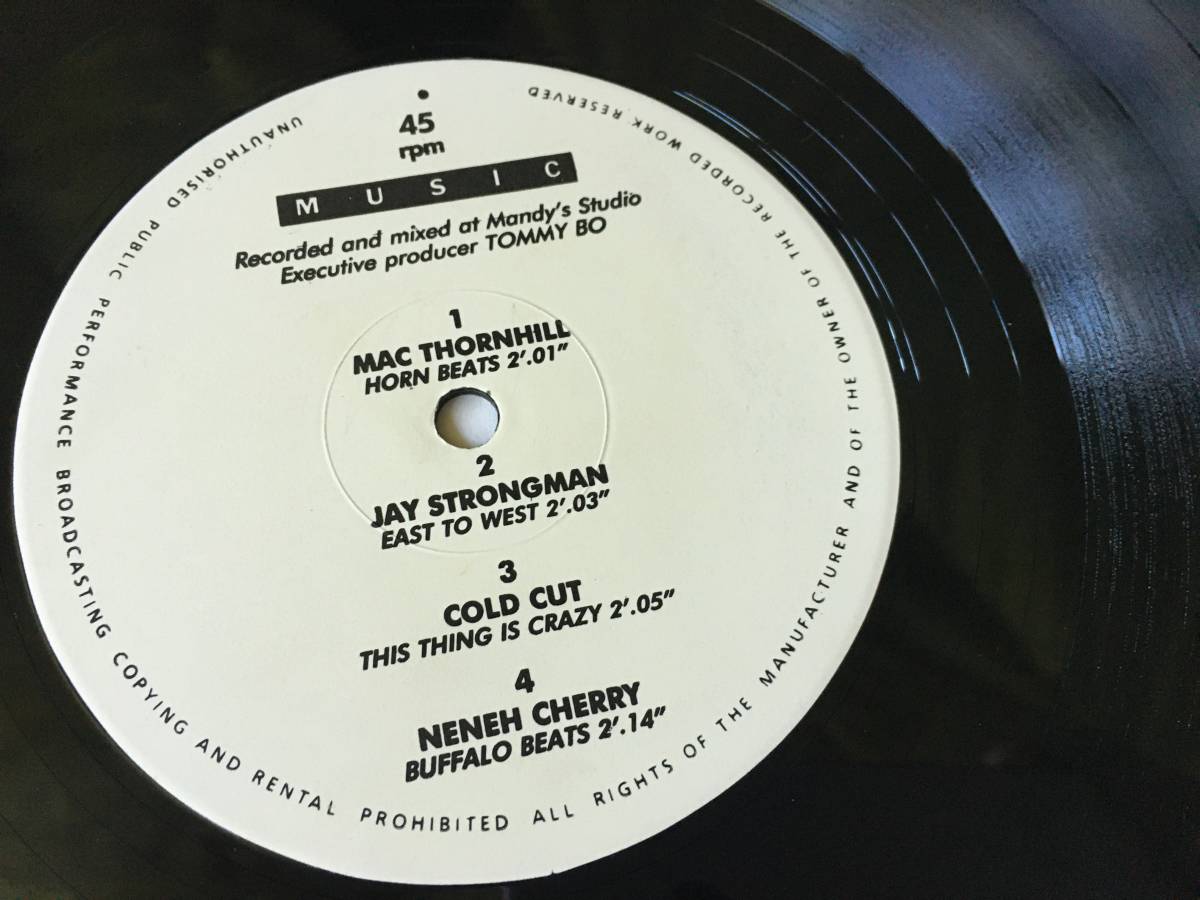 45
rpm
MUSIC
Recorded and mixed at Mandy's Studio
Executive producer TOMMY BO
1
MAC THORNHILL
HORN BEATS 2'.01"
2
JAY STRONGMAN
EAST TO WEST 2'.03"
3
COLD CUT
THIS THING IS CRAZY 2'.05"
4
NENEH CHERRY
BUFFALO BEATS 2'.14"
UNAUTHORISED PUBLIC PERFORMANCE BROADCASTING COPYING AND RENTAL PROHIBITED ALL RIGHTS OF THE MANUFACTURER AND OF THE OWNER OF THE RECORDED WORK RESERVED